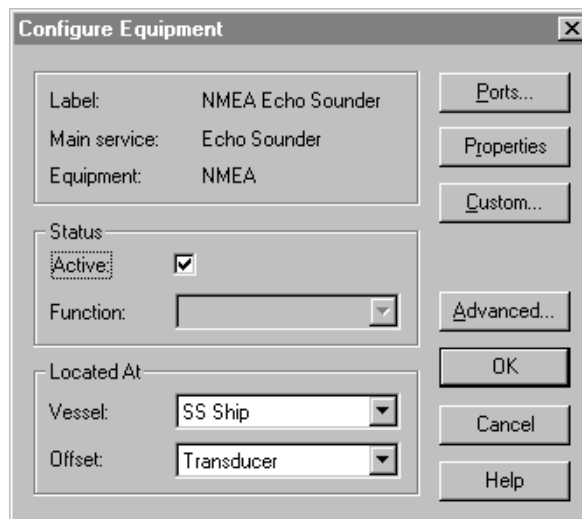 Configure Equipment
Label: NMEA Echo Sounder
Main service: Echo Sounder
Equipment: NMEA
Status
Active:
Function:
Located At
Vessel: SS Ship
Offset: Transducer
Ports...
Properties
Custom...
Advanced...
OK
Cancel
Help